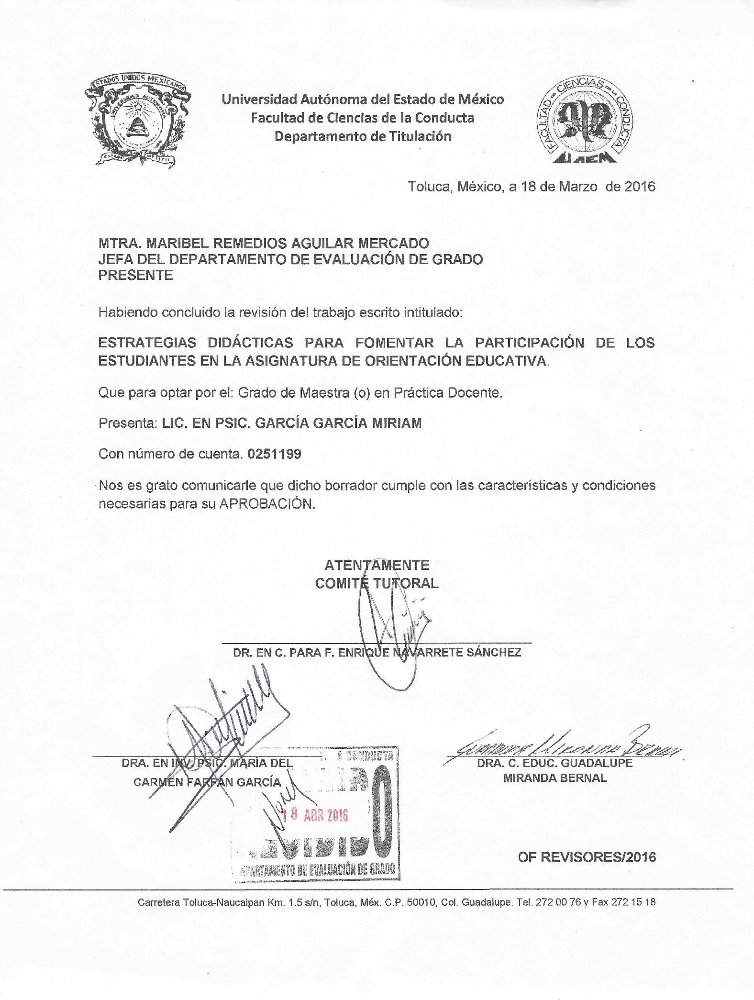 ESTADOS UNIDOS MEXICANOS
UNIVERSIDAD AUTONOMA
ESTADO MEXICO
Universidad Autónoma del Estado de México
Facultad de Ciencias de la Conducta
Departamento de Titulación
FACULTAD DE CIENCIAS DE LA CONDUCTA
UAEM
Toluca, México, a 18 de Marzo de 2016
MTRA. MARIBEL REMEDIOS AGUILAR MERCADO
JEFA DEL DEPARTAMENTO DE EVALUACIÓN DE GRADO
PRESENTE
Habiendo concluido la revisión del trabajo escrito intitulado:
ESTRATEGIAS DIDÁCTICAS PARA FOMENTAR LA PARTICIPACIÓN DE LOS
ESTUDIANTES EN LA ASIGNATURA DE ORIENTACIÓN EDUCATIVA.
Que para optar por el: Grado de Maestra (o) en Práctica Docente.
Presenta: LIC. EN PSIC. GARCÍA GARCÍA MIRIAM
Con número de cuenta. 0251199
Nos es grato comunicarle que dicho borrador cumple con las características y condiciones
necesarias para su APROBACIÓN.
ATENTAMENTE
COMITÉ TUTORAL
DR. EN C. PARA F. ENRIQUE NAVARRETE SÁNCHEZ
Guadalupe Miranda Bernal
DRA. EN INV. PSIC. MARÍA DEL
CARMEN FARFÁN GARCÍA
DRA. C. EDUC. GUADALUPE
MIRANDA BERNAL
A CONDUCTA
18 ABR 2016
DEPARTAMENTO DE EVALUACIÓN DE GRADO
OF REVISORES/2016
Carretera Toluca-Naucalpan Km. 1.5 s/n, Toluca, Méx. C.P. 50010, Col. Guadalupe. Tel. 272 00 76 y Fax 272 15 18